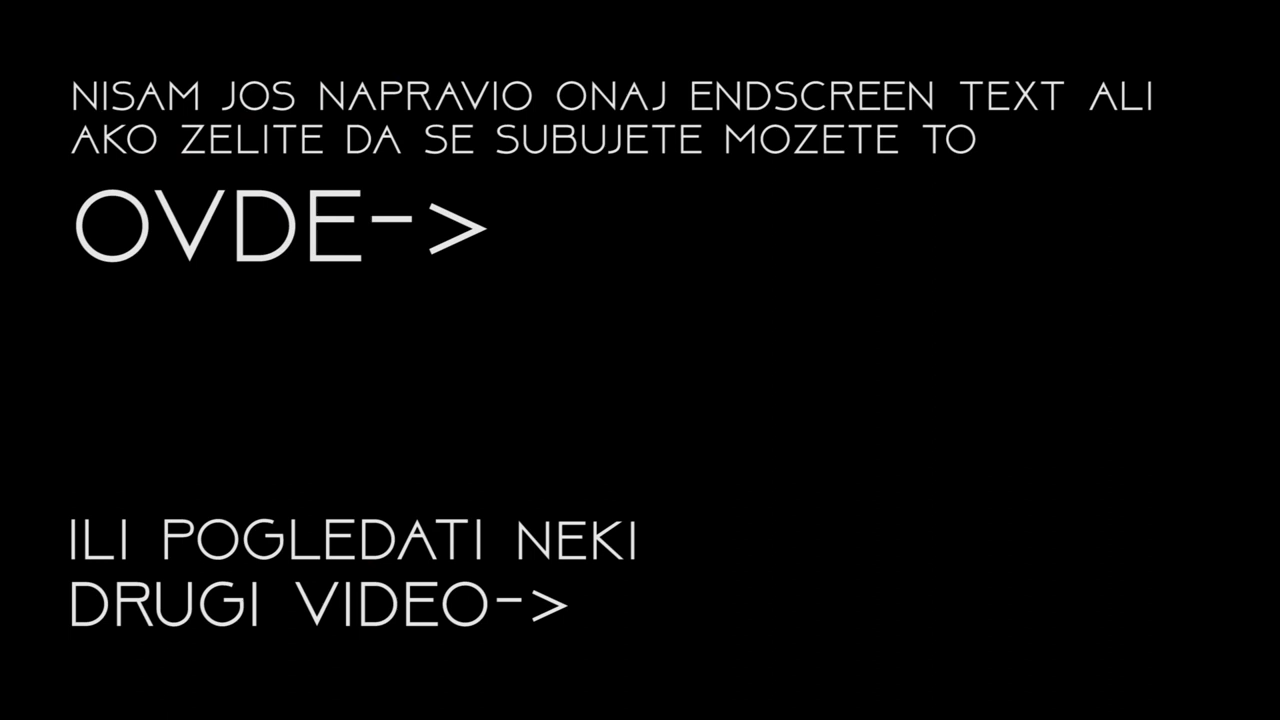 NISAM JOS NAPRAVIO ONAJ ENDSCREEN TEXT ALI
AKO ZELITE DA SE SUBUJETE MOZETE TO
OVDE->
ILI POGLEDATI NEKI
DRUGI VIDEO->